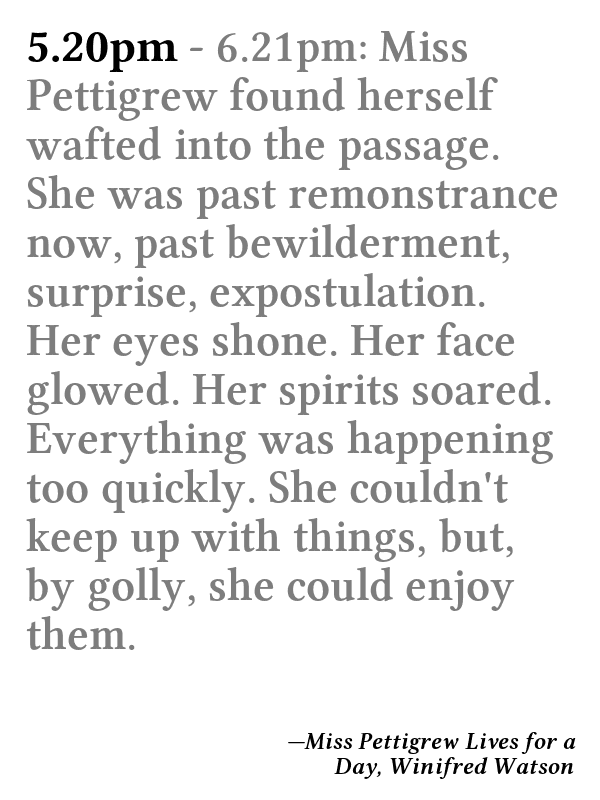 5.20pm - 6.21pm: Miss
Pettigrew found herself
wafted into the passage.
She was past remonstrance
now, past bewilderment,
surprise, expostulation.
Her eyes shone. Her face
glowed. Her spirits soared.
Everything was happening
too quickly. She couldn't
keep up with things, but,
by golly, she could enjoy
them.
—Miss Pettigrew Lives for a
Day, Winifred Watson